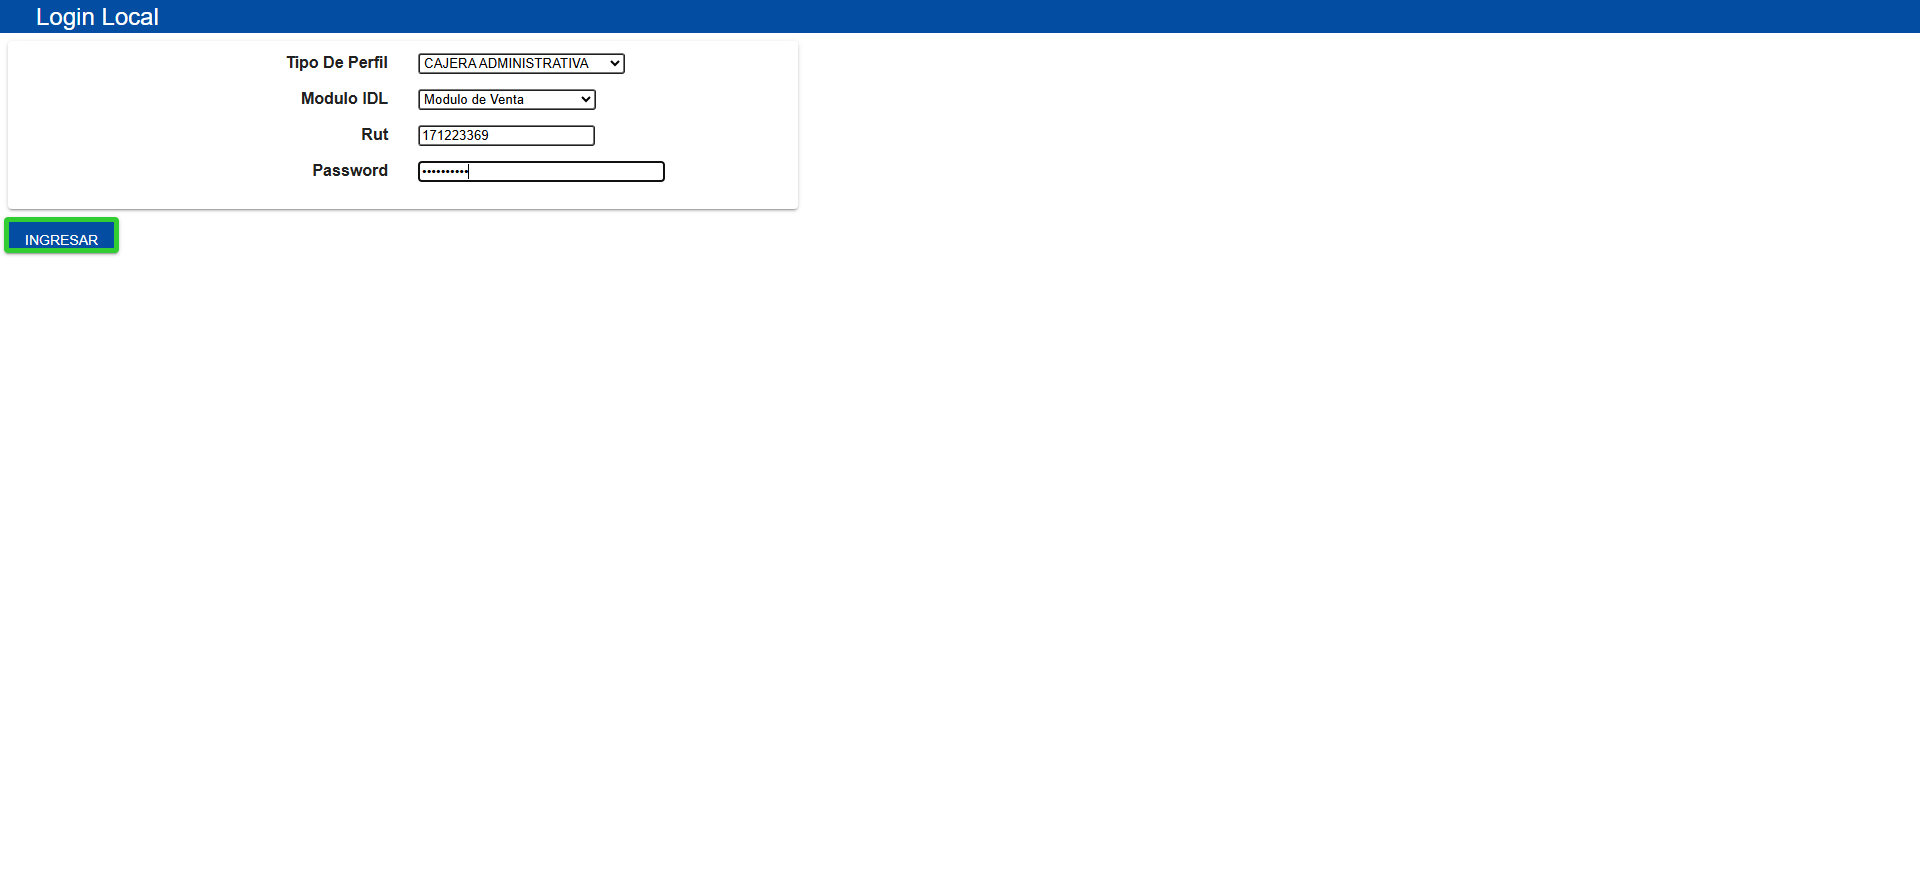 Login Local
Tipo De Perfil CAJERA ADMINISTRATIVA
Modulo IDL Modulo de Venta
Rut 171223369
Password ••••••••••
INGRESAR